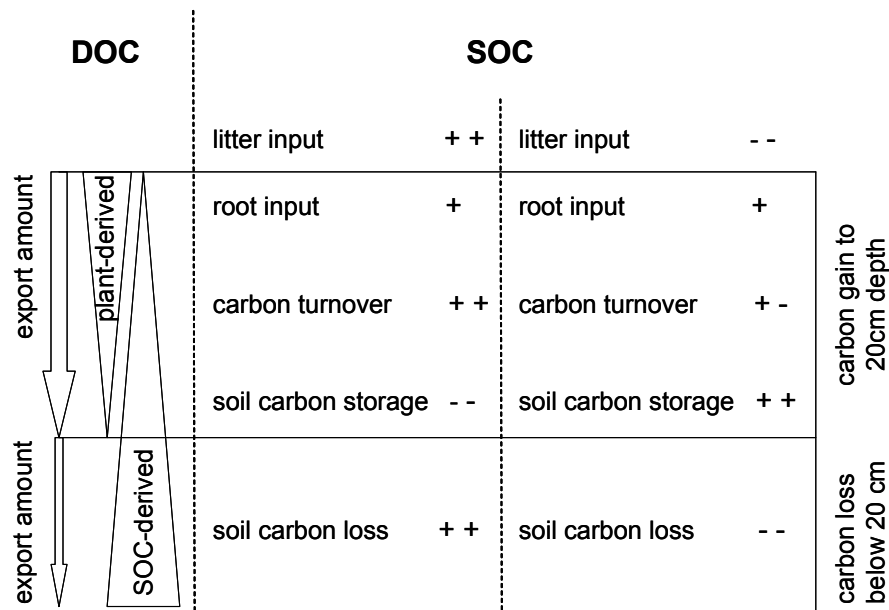 DOC
SOC
litter input + +
litter input - -
export amount
plant-derived
root input +
root input +
carbon turnover + +
carbon turnover + -
soil carbon storage - -
soil carbon storage + +
carbon gain to
20cm depth
export amount
SOC-derived
soil carbon loss + +
soil carbon loss - -
carbon loss
below 20 cm